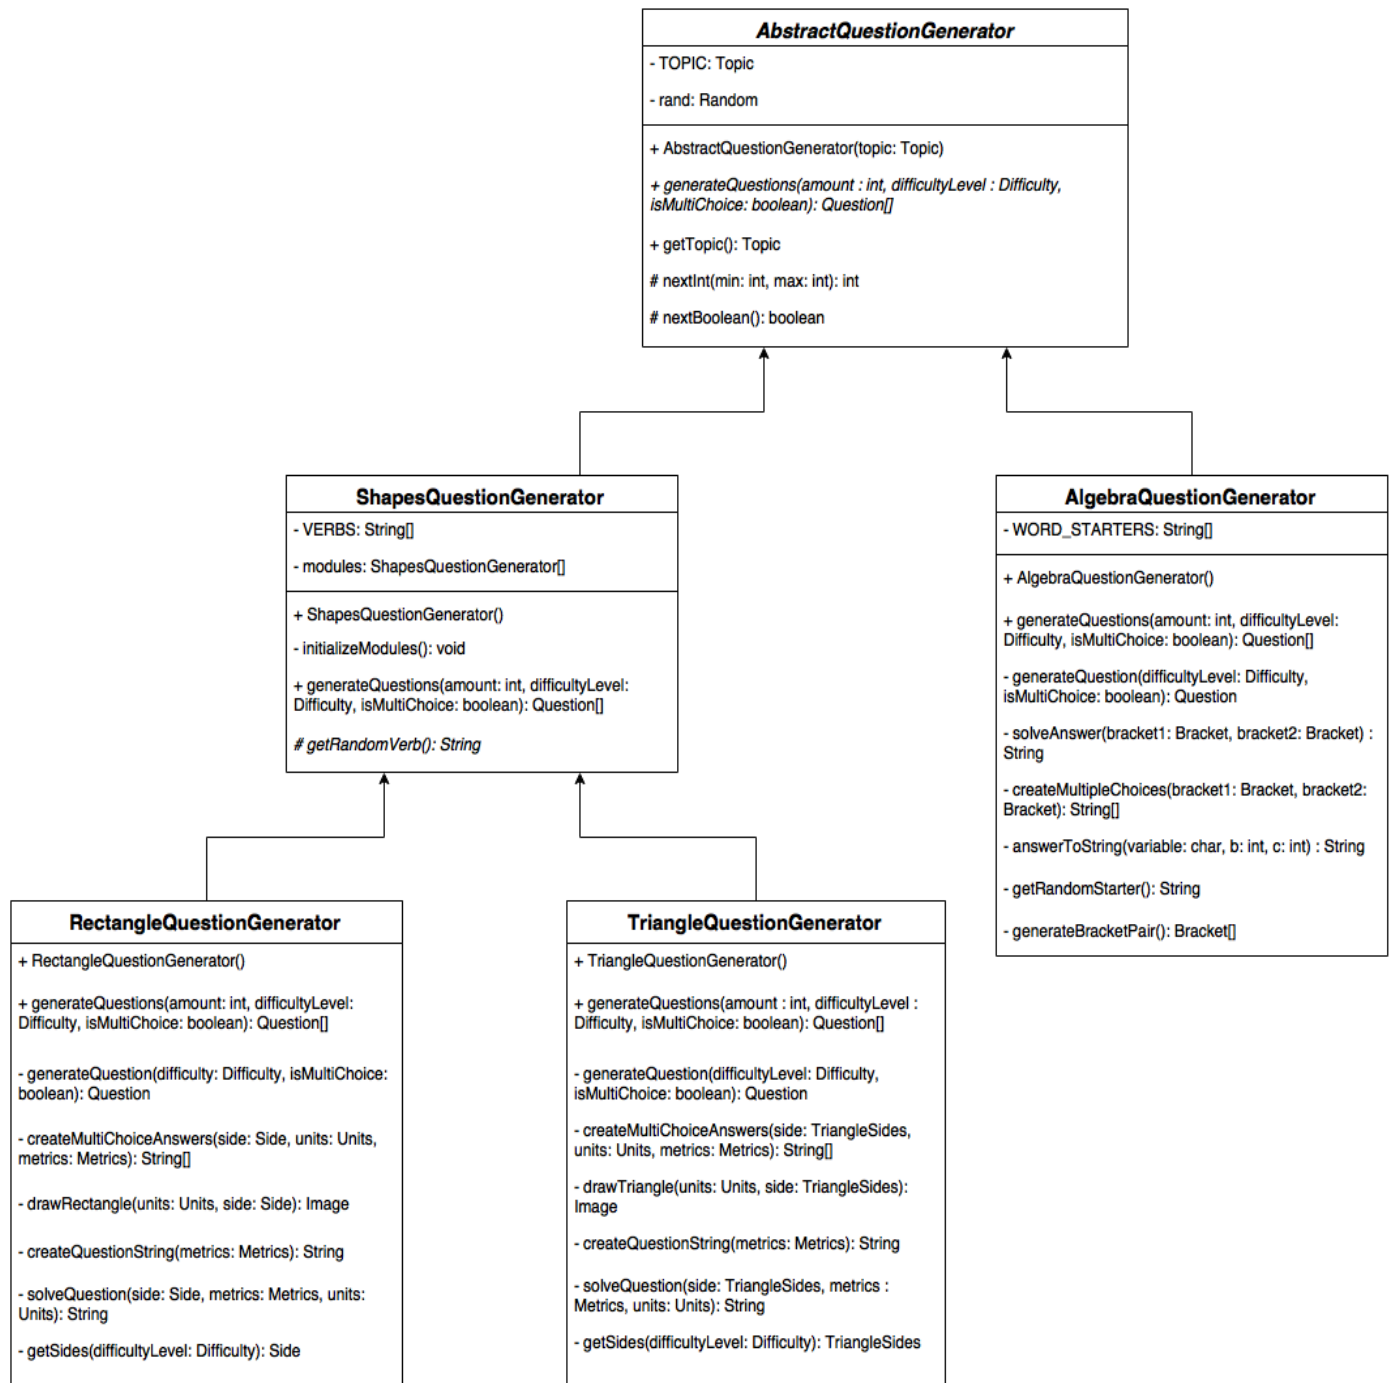 AbstractQuestionGenerator
- TOPIC: Topic
- rand: Random
+ AbstractQuestionGenerator(topic: Topic)
+ generateQuestions(amount : int, difficultyLevel : Difficulty,
isMultiChoice: boolean): Question[]
+ getTopic(): Topic
# nextInt(min: int, max: int): int
# nextBoolean(): boolean
ShapesQuestionGenerator
- VERBS: String[]
- modules: ShapesQuestionGenerator[]
+ ShapesQuestionGenerator()
- initializeModules(): void
+ generateQuestions(amount: int, difficultyLevel:
Difficulty, isMultiChoice: boolean): Question[]
# getRandomVerb(): String
AlgebraQuestionGenerator
- WORD_STARTERS: String[]
+ AlgebraQuestionGenerator()
+ generateQuestions(amount: int, difficultyLevel:
Difficulty, isMultiChoice: boolean): Question[]
- generateQuestion(difficultyLevel: Difficulty,
isMultiChoice: boolean): Question
- solveAnswer(bracket1: Bracket, bracket2: Bracket) :
String
- createMultipleChoices(bracket1: Bracket, bracket2:
Bracket): String[]
- answerToString(variable: char, b: int, c: int) : String
- getRandomStarter(): String
- generateBracketPair(): Bracket[]
RectangleQuestionGenerator
+ RectangleQuestionGenerator()
+ generateQuestions(amount: int, difficultyLevel:
Difficulty, isMultiChoice: boolean): Question[]
- generateQuestion(difficulty: Difficulty, isMultiChoice:
boolean): Question
- createMultiChoiceAnswers(side: Side, units: Units,
metrics: Metrics): String[]
- drawRectangle(units: Units, side: Side): Image
- createQuestionString(metrics: Metrics): String
- solveQuestion(side: Side, metrics: Metrics, units:
Units): String
- getSides(difficultyLevel: Difficulty): Side
TriangleQuestionGenerator
+ TriangleQuestionGenerator()
+ generateQuestions(amount : int, difficultyLevel :
Difficulty, isMultiChoice: boolean): Question[]
- generateQuestion(difficultyLevel: Difficulty,
isMultiChoice: boolean): Question
- createMultiChoiceAnswers(side: TriangleSides,
units: Units, metrics: Metrics): String[]
- drawTriangle(units: Units, side: TriangleSides):
Image
- createQuestionString(metrics: Metrics): String
- solveQuestion(side: TriangleSides, metrics :
Metrics, units: Units): String
- getSides(difficultyLevel: Difficulty): TriangleSides